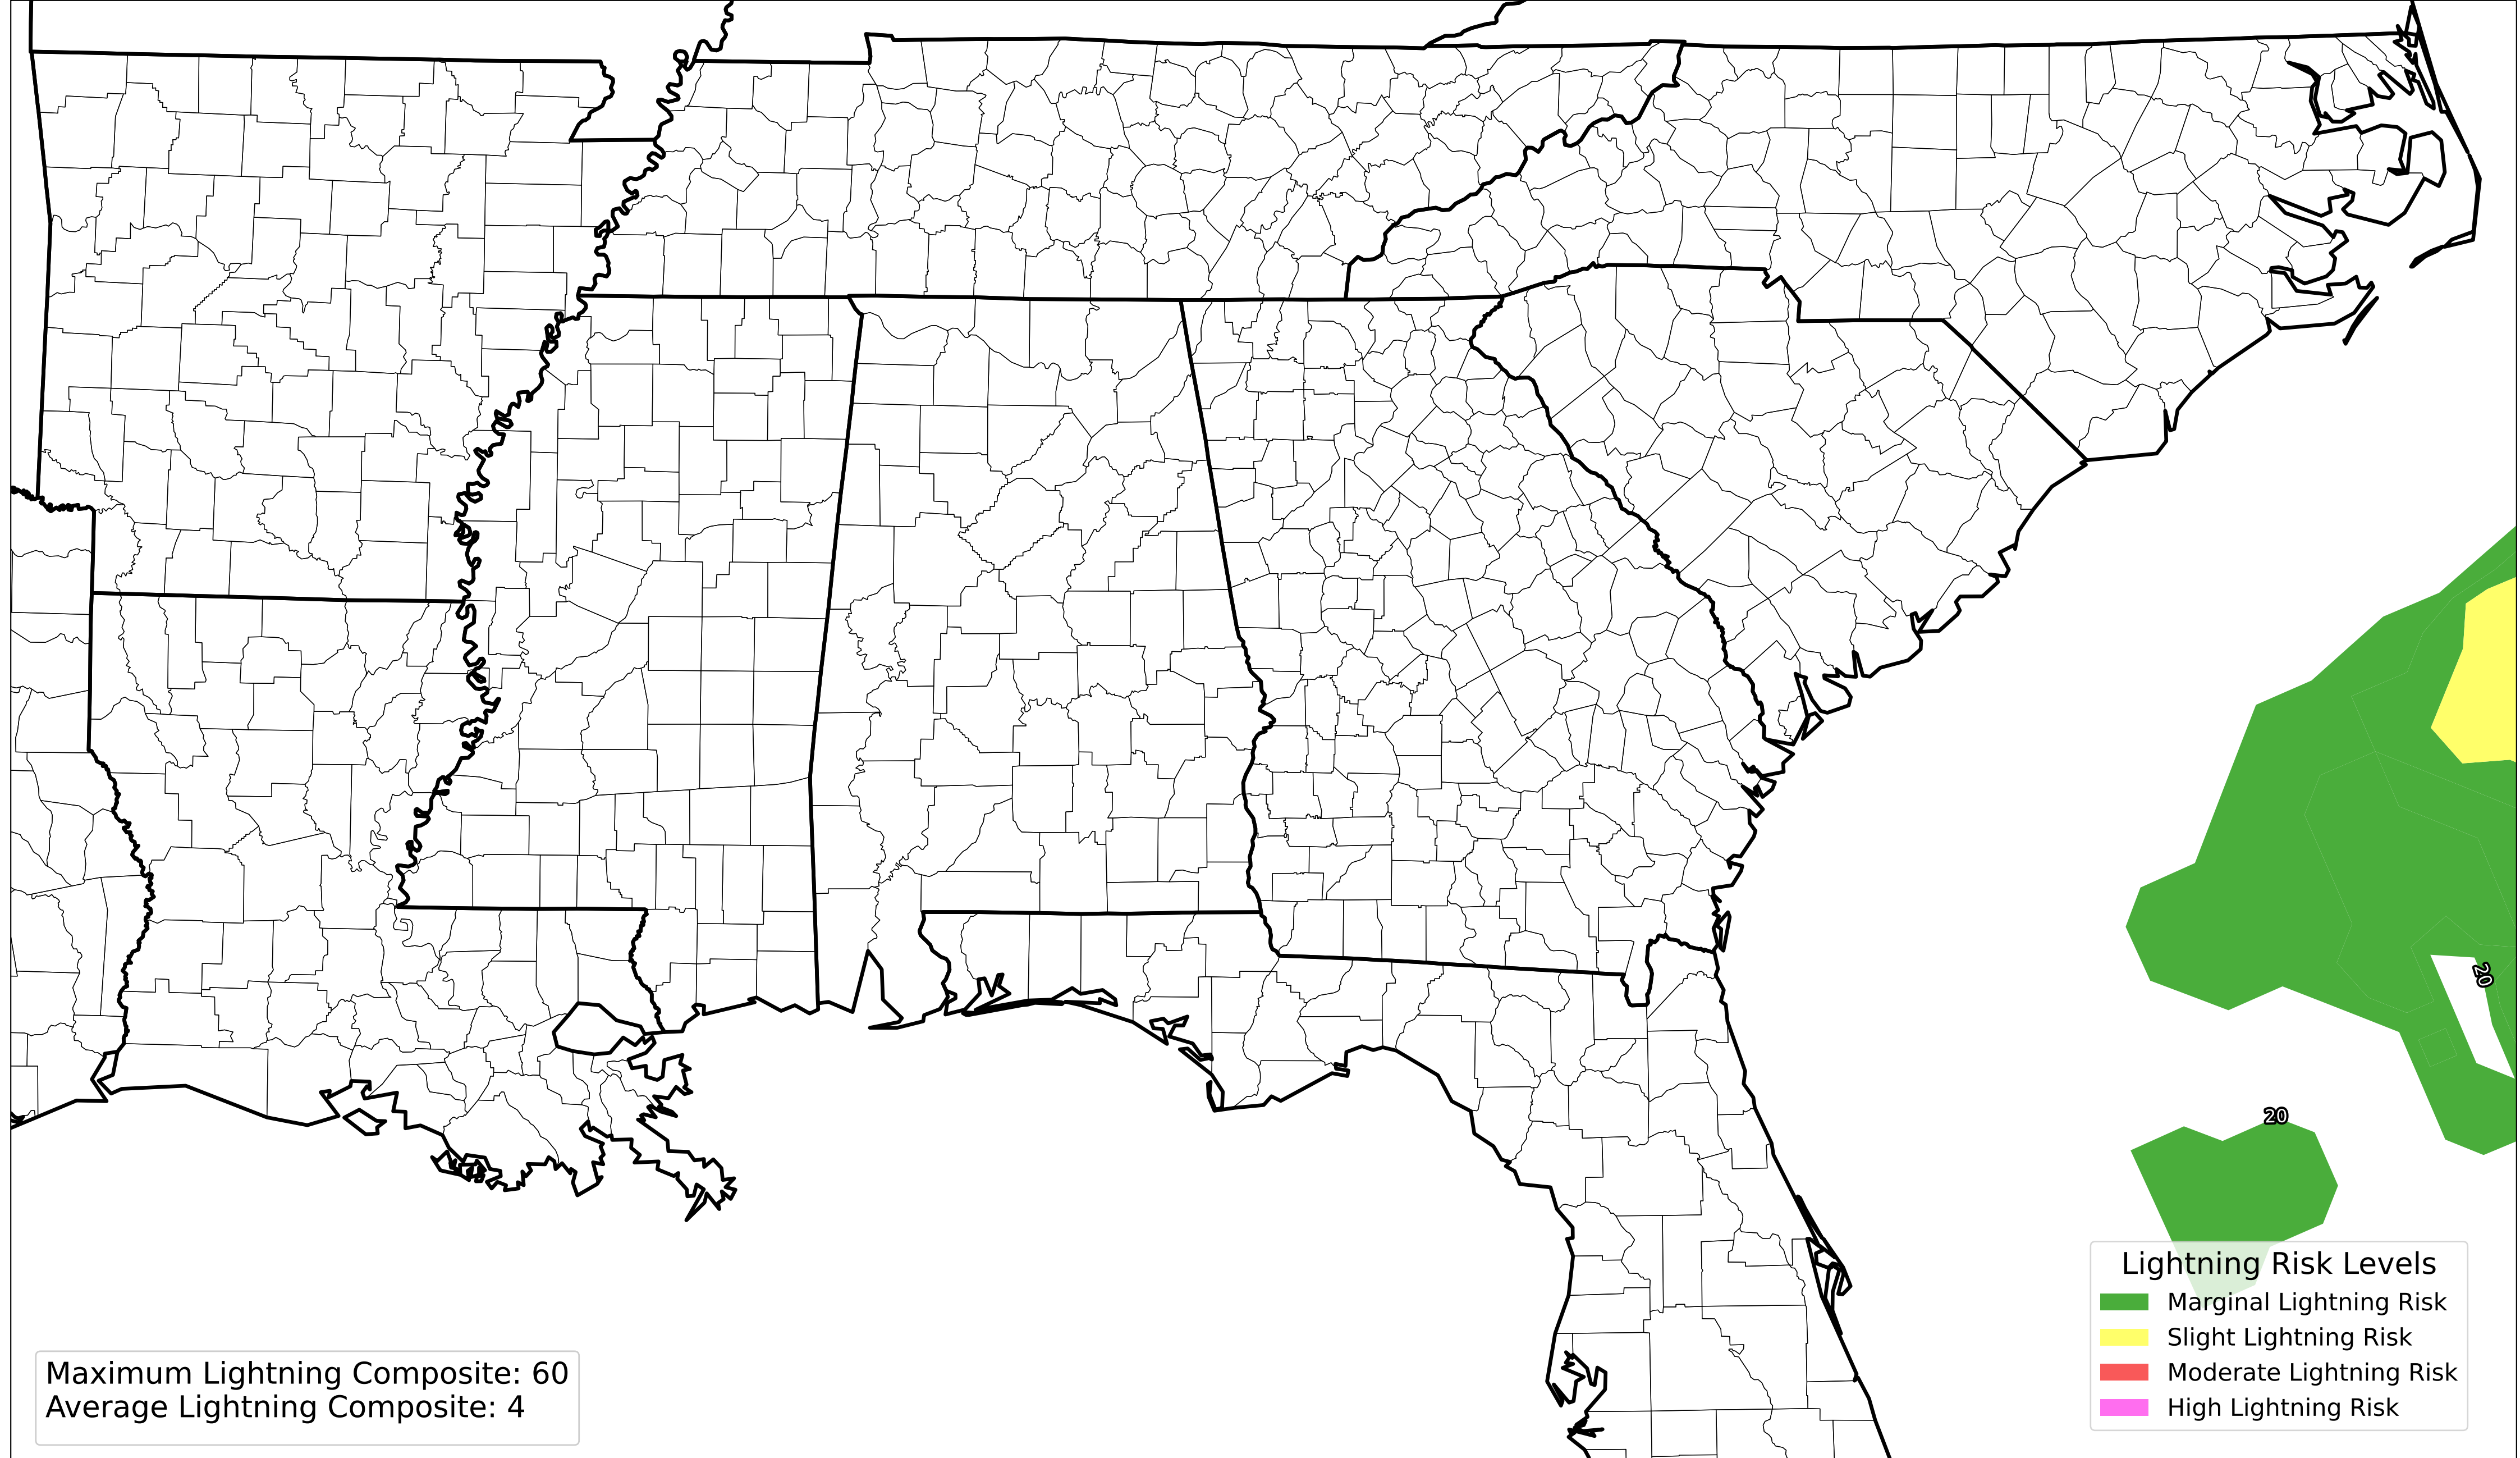 20
20
Lightning Risk Levels
Marginal Lightning Risk
Slight Lightning Risk
Moderate Lightning Risk
High Lightning Risk
Maximum Lightning Composite: 60
Average Lightning Composite: 4